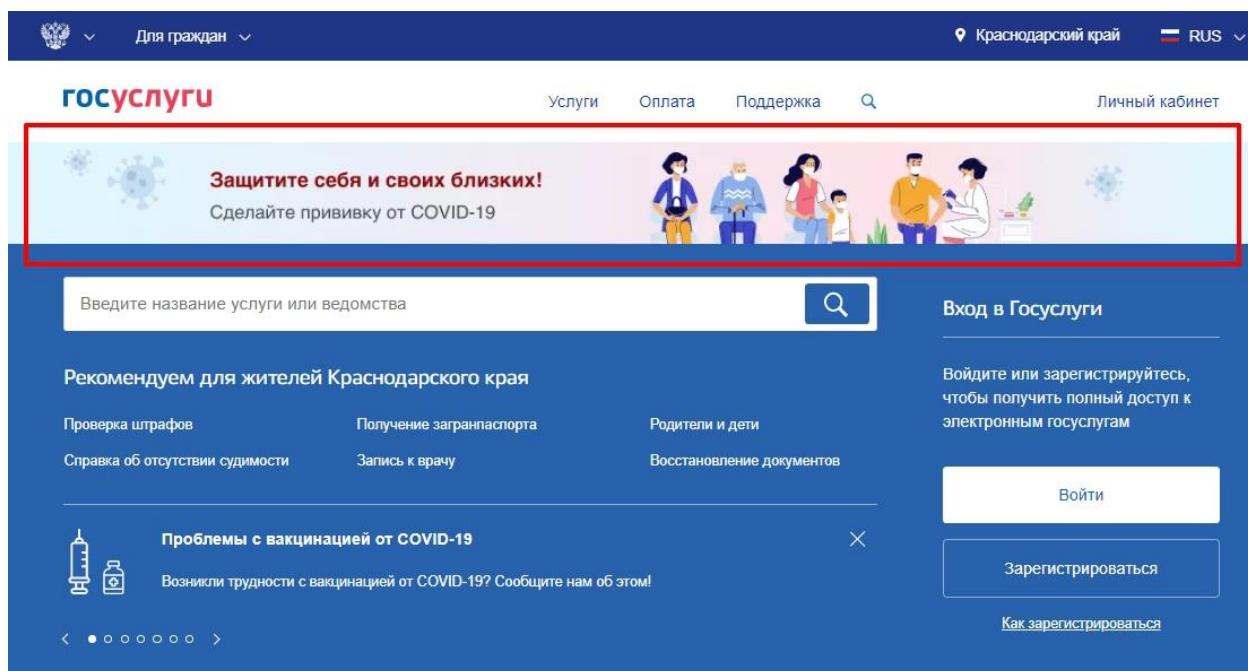 Для граждан
Краснодарский край
RUS
госуслуги
Услуги
Оплата
Поддержка
Личный кабинет
Защитите себя и своих близких!
Сделайте прививку от COVID-19
Введите название услуги или ведомства
Рекомендуем для жителей Краснодарского края
Проверка штрафов
Получение загранпаспорта
Родители и дети
Справка об отсутствии судимости
Запись к врачу
Восстановление документов
Проблемы с вакцинацией от COVID-19
Возникли трудности с вакцинацией от COVID-19? Сообщите нам об этом!
Вход в Госуслуги
Войдите или зарегистрируйтесь,
чтобы получить полный доступ к
электронным госуслугам
Войти
Зарегистрироваться
Как зарегистрироваться